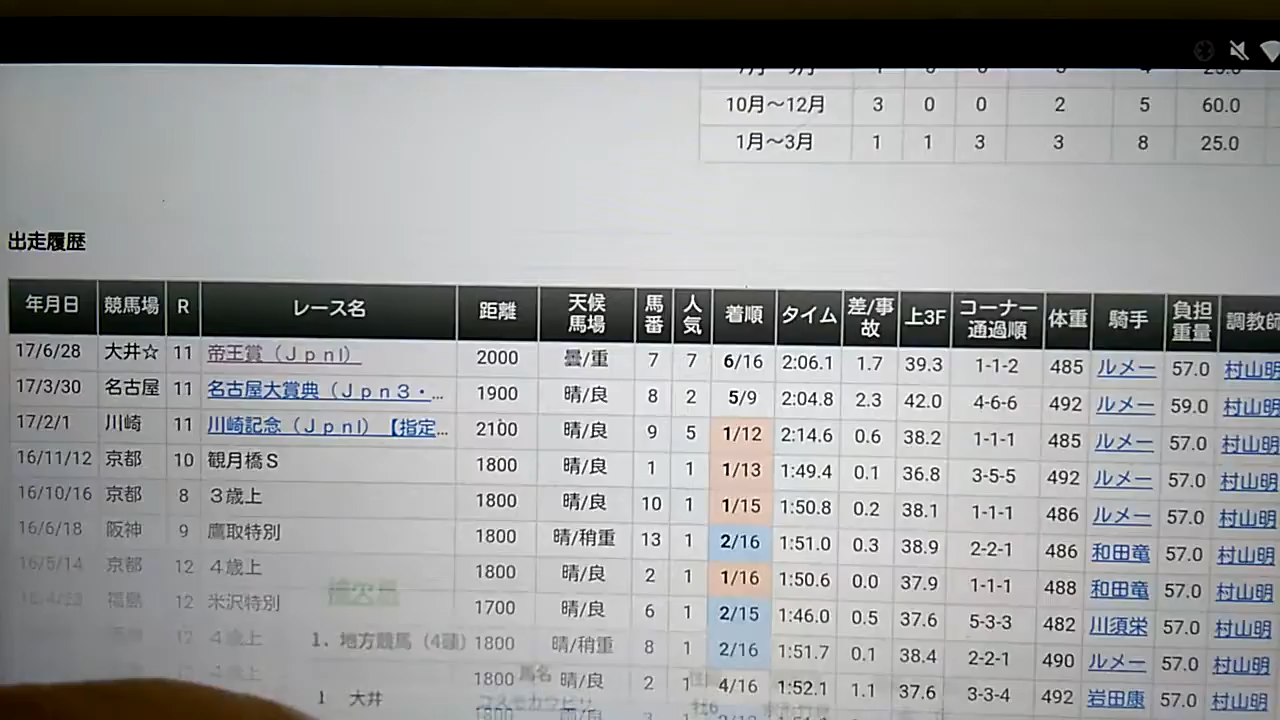 10月～12月 3 0 0 2 5 60.0
1月～3月 1 1 3 3 8 25.0
出走履歴
年月日 競馬場 R レース名 距離 天候馬場 馬番 人気 着順 タイム 差/事故 上3F コーナー通過順 体重 騎手 負担重量 調教師
17/6/28 大井☆ 11 帝王賞（ＪｐｎⅠ） 2000 曇/重 7 7 6/16 2:06.1 1.7 39.3 1-1-2 485 ルメー 57.0 村山明
17/3/30 名古屋 11 名古屋大賞典（Ｊｐｎ３・… 1900 晴/良 8 2 5/9 2:04.8 2.3 42.0 4-6-6 492 ルメー 59.0 村山明
17/2/1 川崎 11 川崎記念（ＪｐｎⅠ）【指定… 2100 晴/良 9 5 1/12 2:14.6 0.6 38.2 1-1-1 485 ルメー 57.0 村山明
16/11/12 京都 10 観月橋Ｓ 1800 晴/良 1 1 1/13 1:49.4 0.1 36.8 3-5-5 492 ルメー 57.0 村山明
16/10/16 京都 8 ３歳上 1800 晴/良 10 1 1/15 1:50.8 0.2 38.1 1-1-1 486 ルメー 57.0 村山明
16/6/18 阪神 9 鷹取特別 1800 晴/稍重 13 1 2/16 1:51.0 0.3 38.9 2-2-1 486 和田竜 57.0 村山明
16/5/14 京都 12 ４歳上 1800 晴/良 2 1 1/16 1:50.6 0.0 37.9 1-1-1 488 和田竜 57.0 村山明
福島 12 米沢特別 1700 晴/良 6 1 2/15 1:46.0 0.5 37.6 5-3-3 482 川須栄 57.0 村山明
12 ４歳上 1、地方競馬（4種） 1800 晴/稍重 8 1 2/16 1:51.7 0.1 38.4 2-2-1 490 ルメー 57.0 村山明
1800 馬名 晴/良 2 1 4/16 1:52.1 1.1 37.6 3-3-4 492 岩田康 57.0 村山明
1 大井